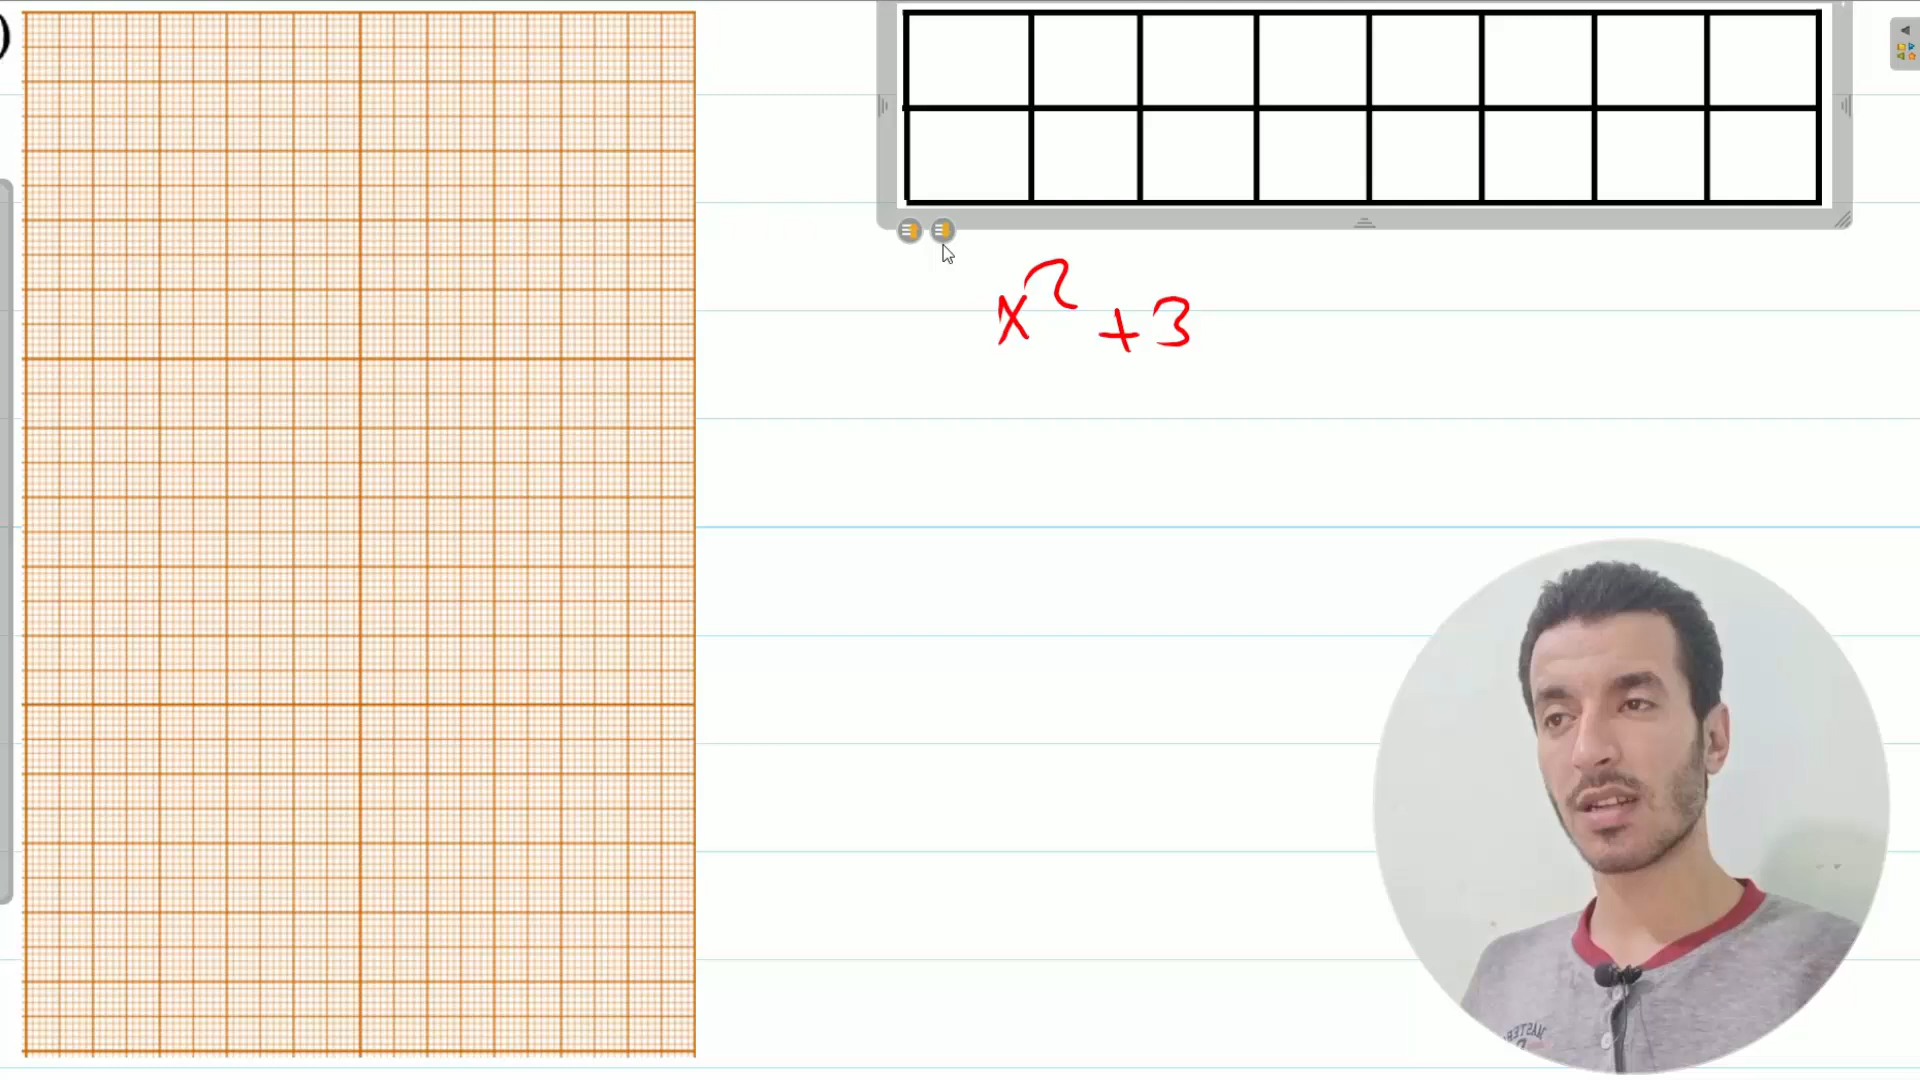 )
x² + 3